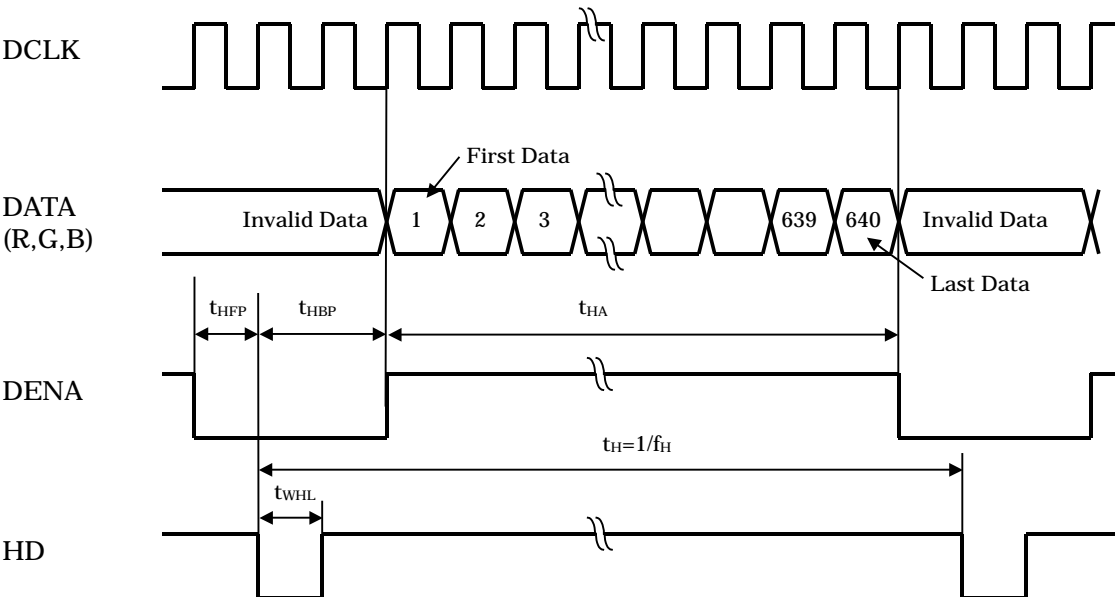 DCLK
First Data
DATA
(R,G,B)
Invalid Data 1 2 3 639 640 Invalid Data
Last Data
tHFP tHBP tHA
DENA
tH=1/fH
tWHL
HD